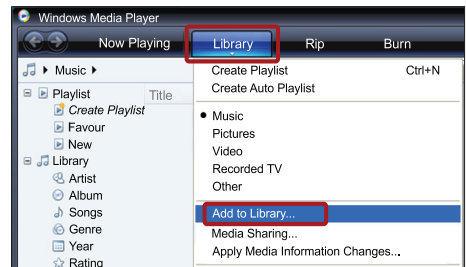 Windows Media Player
Now Playing Library Rip Burn
Music
Playlist Title
Create Playlist
Favour
New
Library
Artist
Album
Songs
Genre
Year
Rating
Create Playlist Ctrl+N
Create Auto Playlist
Music
Pictures
Video
Recorded TV
Other
Add to Library...
Media Sharing...
Apply Media Information Changes...